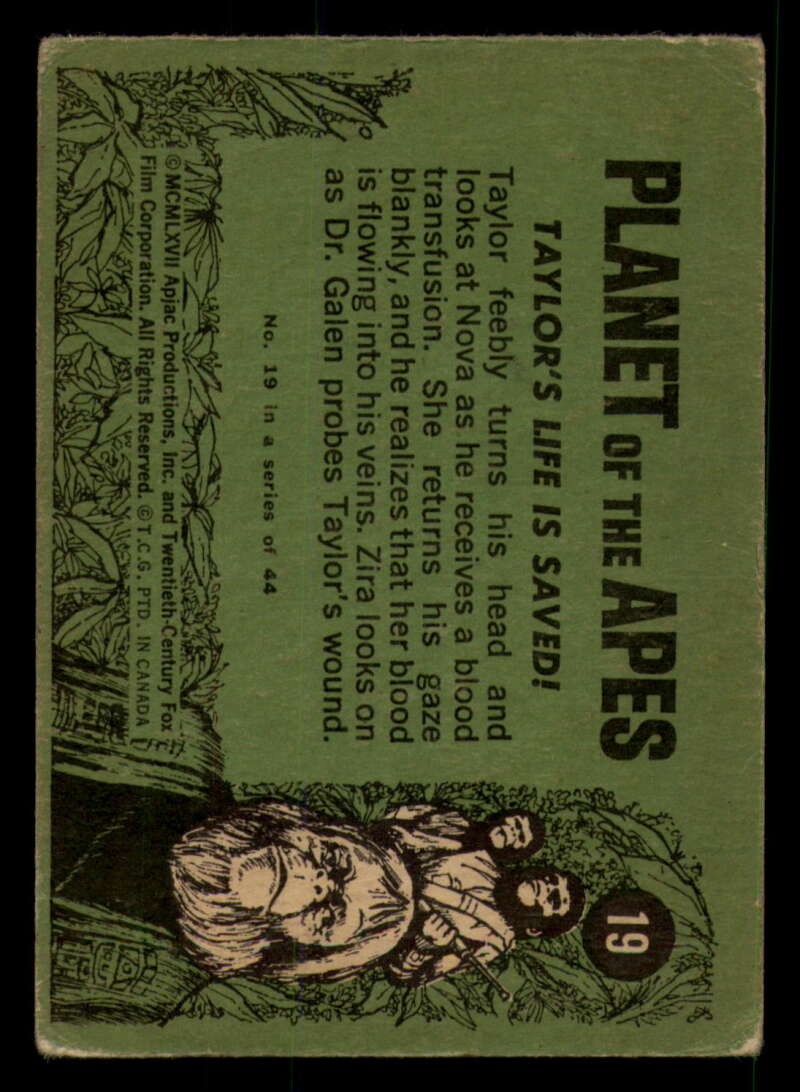 PLANET OF THE APES
19
TAYLOR'S LIFE IS SAVED!
Taylor feebly turns his head and
looks at Nova as he receives a blood
transfusion. She returns his gaze
blankly, and he realizes that her blood
is flowing into his veins. Zira looks on
as Dr. Galen probes Taylor's wound.
No. 19 in a series of 44
©MCMLXVII Apjac Productions, Inc. and Twentieth-Century Fox
Film Corporation. All Rights Reserved. ©T.C.G. PTD. IN CANADA